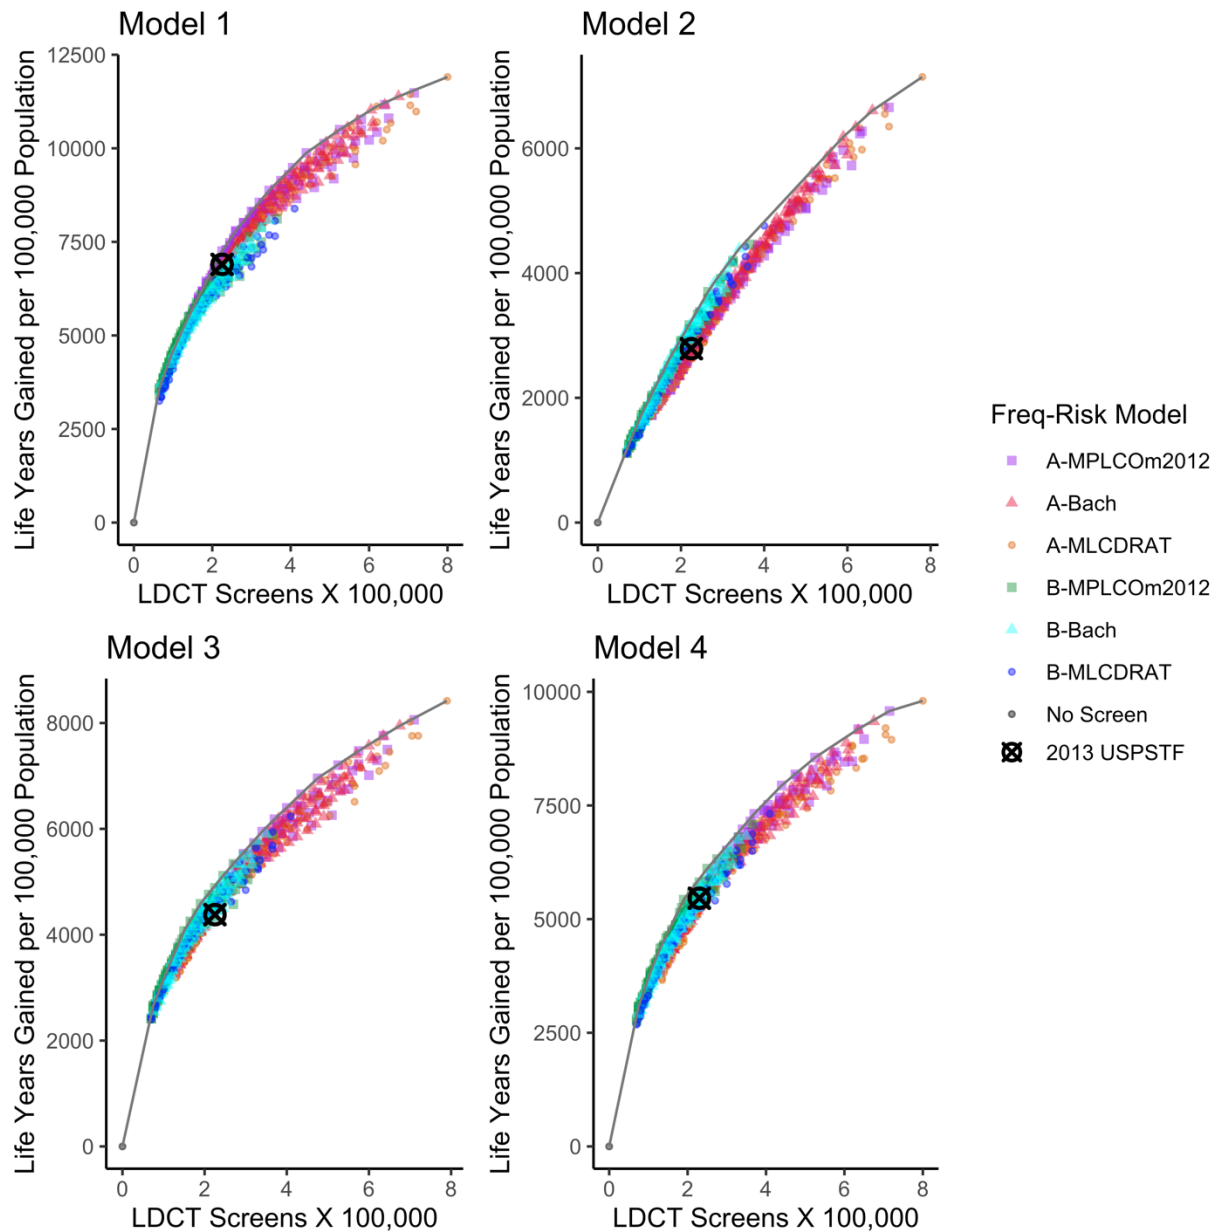 Model 1
Life Years Gained per 100,000 Population
12500
10000
7500
5000
2500
0
0 2 4 6 8
LDCT Screens X 100,000
Model 2
Life Years Gained per 100,000 Population
6000
4000
2000
0
0 2 4 6 8
LDCT Screens X 100,000
Model 3
Life Years Gained per 100,000 Population
8000
6000
4000
2000
0
0 2 4 6 8
LDCT Screens X 100,000
Model 4
Life Years Gained per 100,000 Population
10000
7500
5000
2500
0
0 2 4 6 8
LDCT Screens X 100,000
Freq-Risk Model
A-MPLCOm2012
A-Bach
A-MLCDRAT
B-MPLCOm2012
B-Bach
B-MLCDRAT
No Screen
2013 USPSTF